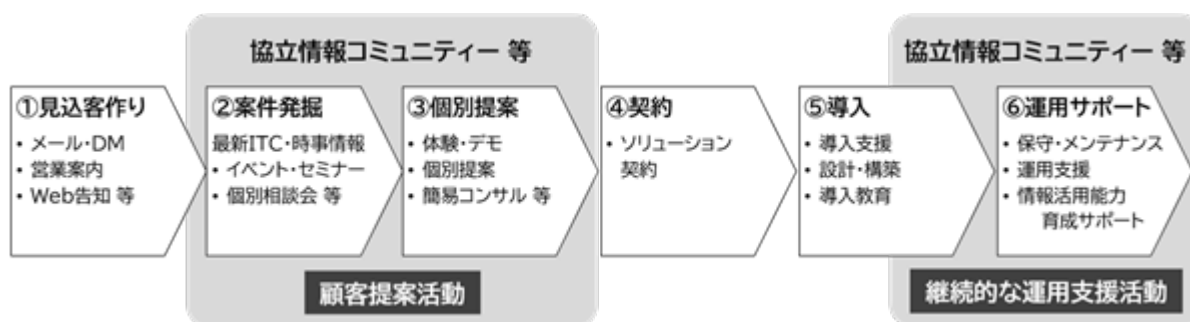 協立情報コミュニティー 等
協立情報コミュニティー 等
①見込客作り
・ メール・DM
・ 営業案内
・ Web告知 等
②案件発掘
最新ITC・時事情報
・ イベント・セミナー
・ 個別相談会 等
③個別提案
・ 体験・デモ
・ 個別提案
・ 簡易コンサル 等
④契約
・ ソリューション
契約
⑤導入
・ 導入支援
・ 設計・構築
・ 導入教育
⑥運用サポート
・ 保守・メンテナンス
・ 運用支援
・ 情報活用能力
育成サポート
顧客提案活動
継続的な運用支援活動